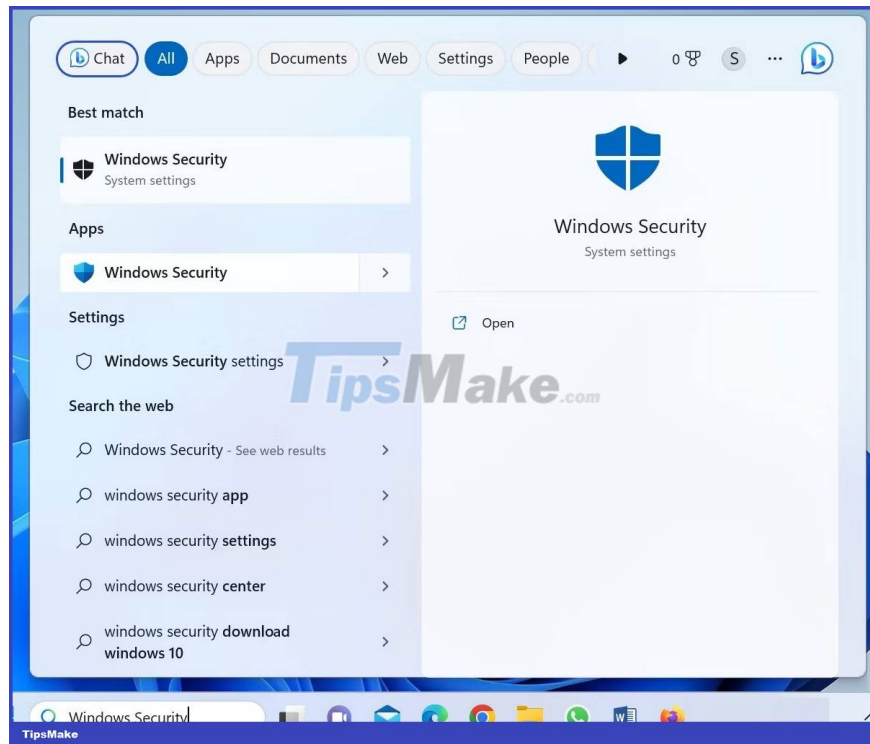 Chat All Apps Documents Web Settings People 0 S ...
Best match
Windows Security
System settings
Apps
Windows Security
Settings
Windows Security settings
Search the web
Windows Security - See web results
windows security app
windows security settings
windows security center
windows security download
windows 10
Windows Security
System settings
Open
TipsMake.com
Windows Security
TipsMake